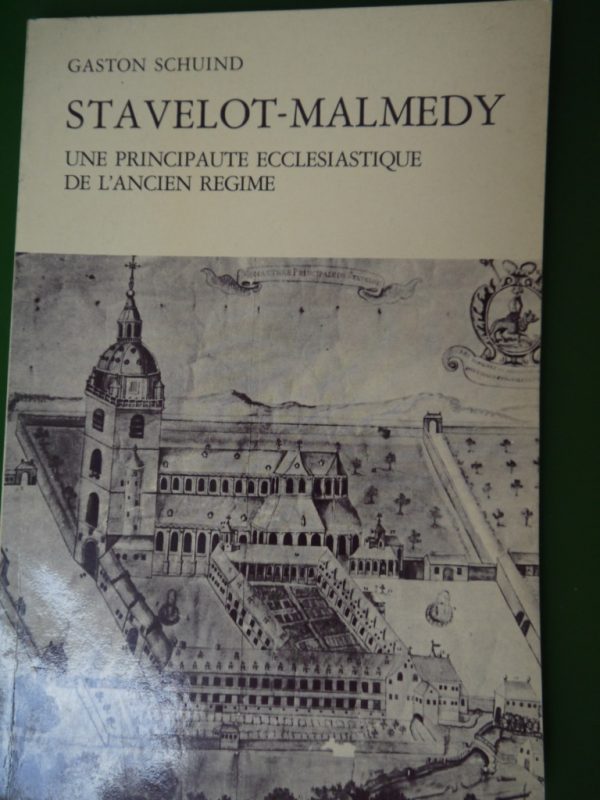 GASTON SCHUIND
STAVELOT-MALMEDY
UNE PRINCIPAUTE ECCLESIASTIQUE
DE L'ANCIEN REGIME